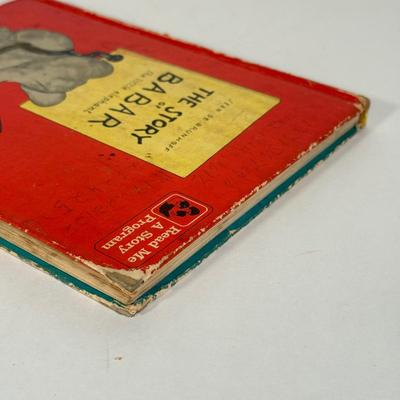 JEAN DE BRUNHOFF
THE STORY
OF
BABAR
the little elephant
Read Me
A Story
Program